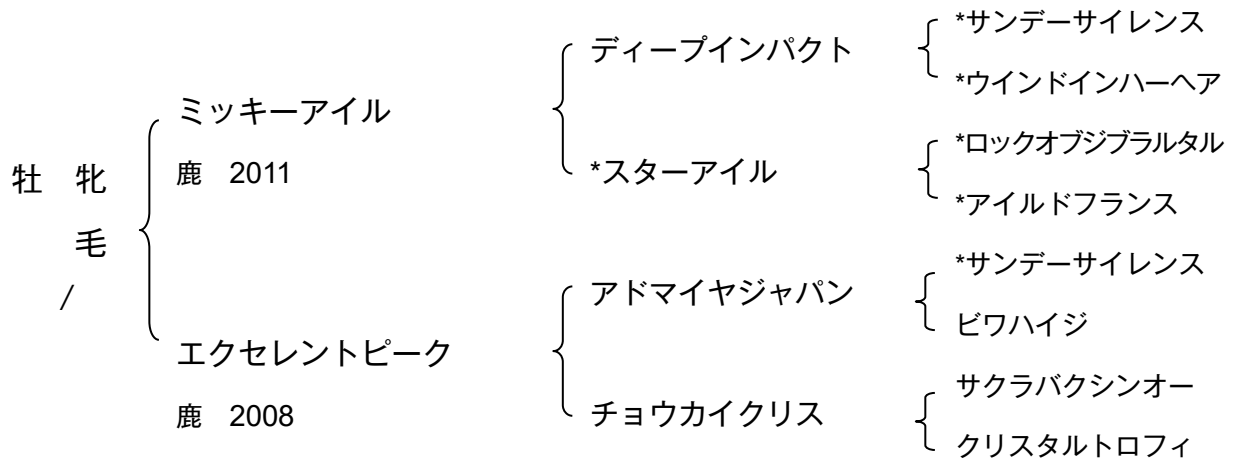 *サンデーサイレンス
ディープインパクト
*ウインドインハーヘア
ミッキーアイル
*ロックオブジブラルタル
鹿 2011
*スターアイル
牡 牝
*アイルドフランス
毛
*サンデーサイレンス
/
アドマイヤジャパン
ビワハイジ
エクセレントピーク
サクラバクシンオー
鹿 2008
チョウカイクリス
クリスタルトロフィ